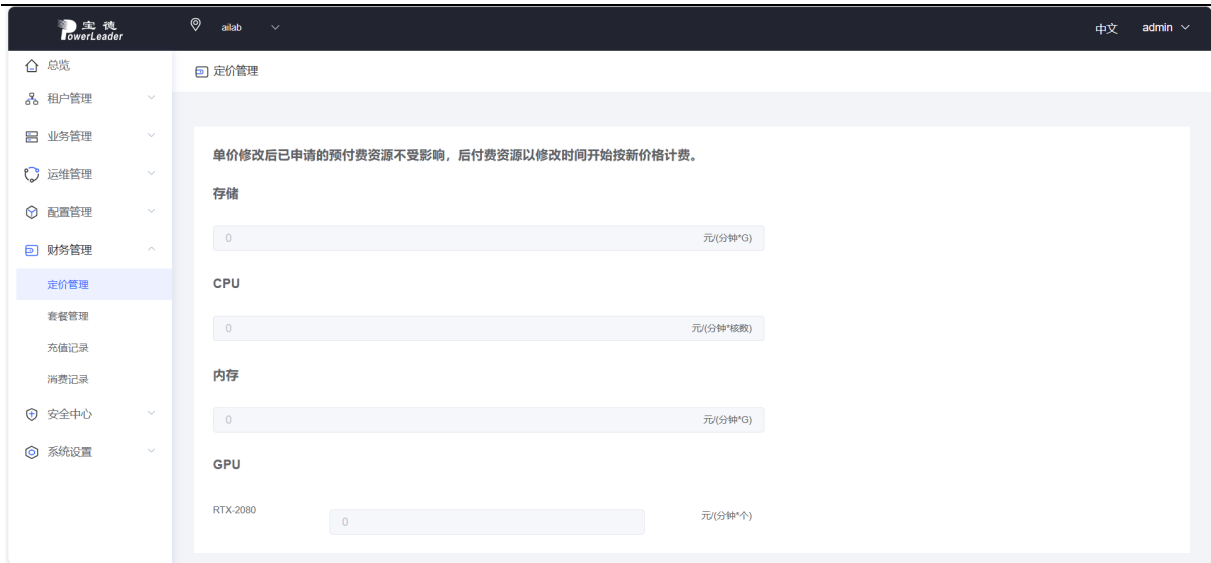 宝德
PowerLeader
ailab
中文 admin
总览
租户管理
业务管理
运维管理
配置管理
财务管理
定价管理
套餐管理
充值记录
消费记录
安全中心
系统设置
定价管理
单价修改后已申请的预付费资源不受影响，后付费资源以修改时间开始按新价格计费。
存储
0 元/(分钟*G)
CPU
0 元/(分钟*核数)
内存
0 元/(分钟*G)
GPU
RTX-2080 0 元/(分钟*个)